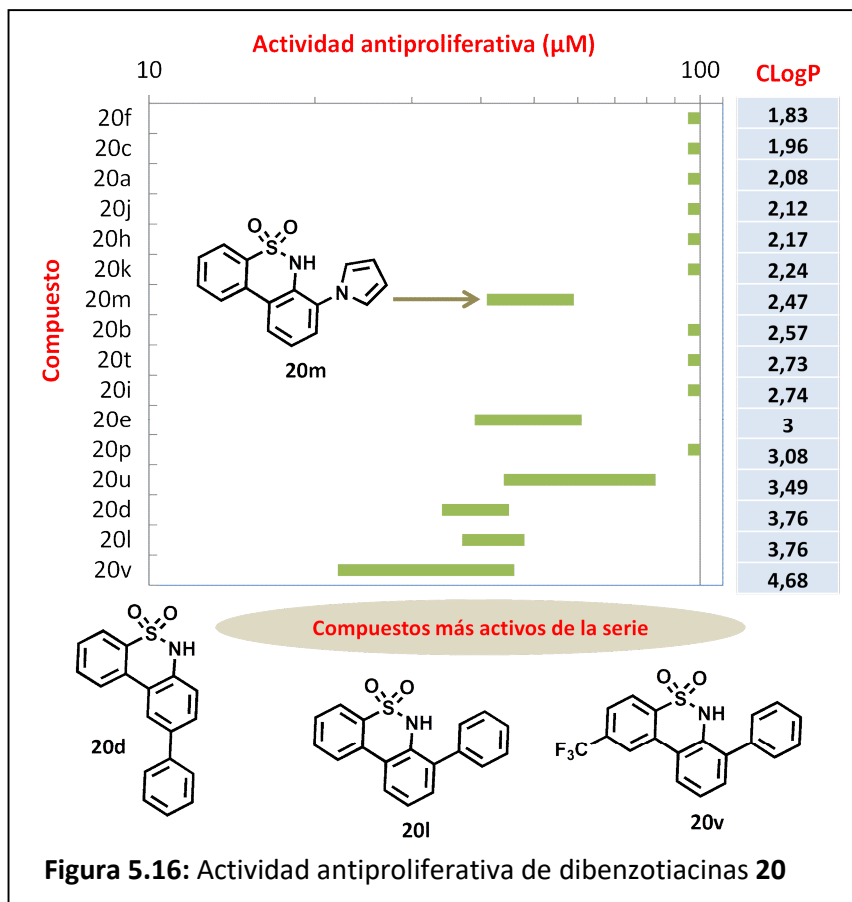 Actividad antiproliferativa (µM)
10
100
CLogP
Compuesto
20f 1,83
20c 1,96
20a 2,08
20j 2,12
20h 2,17
20k 2,24
20m 2,47
20b 2,57
20t 2,73
20i 2,74
20e 3
20p 3,08
20u 3,49
20d 3,76
20l 3,76
20v 4,68
O O
S
NH
N
20m
Compuestos más activos de la serie
O O
S
NH
20d
O O
S
NH
20l
O O
S
NH
F3C
20v
Figura 5.16: Actividad antiproliferativa de dibenzotiacinas 20